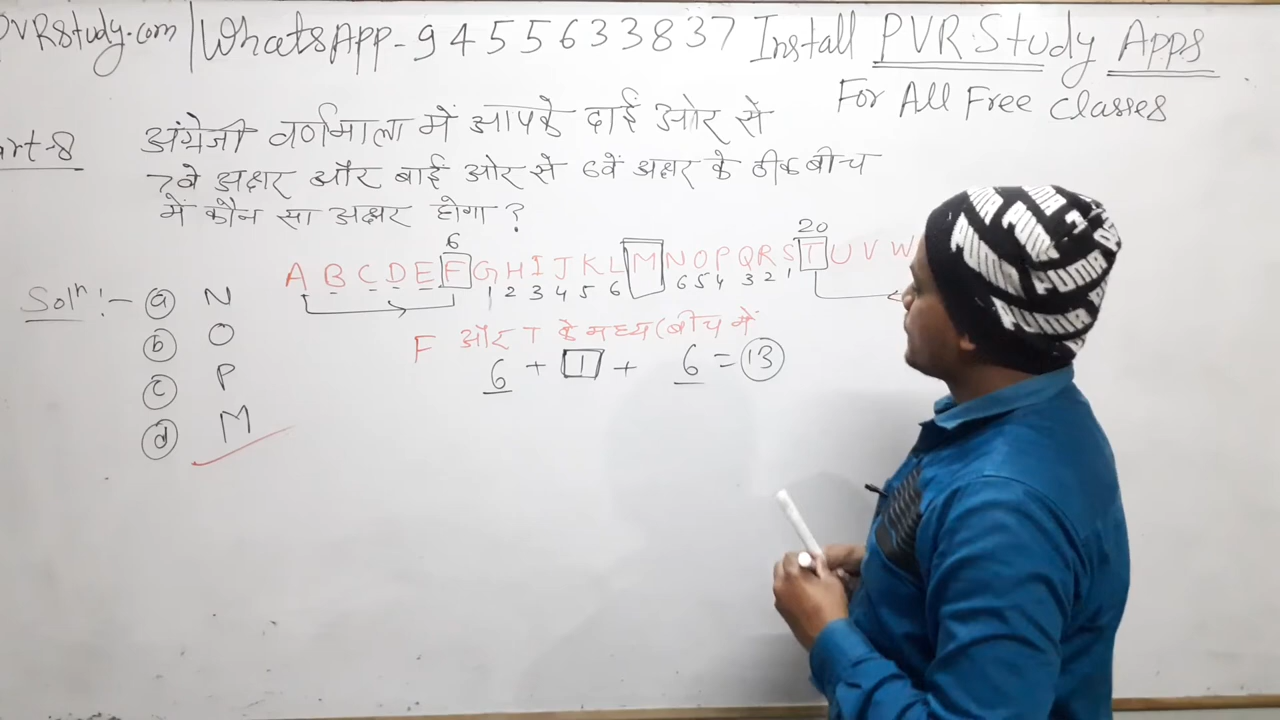 PVRStudy.com | WhatsApp-9455633837 Install PVR Study Apps
For All Free Classes
art-8
अंग्रेजी वर्णमाला में आपके दाईं ओर से
7वे अक्षर और बाईं ओर से 6वें अक्षर के ठीक बीच
में कौन सा अक्षर होगा ?
6 20
A B C D E F G H I J K L M N O P Q R S T U V W
1 2 3 4 5 6 6 5 4 3 2 1
Solⁿ:- (a) N
(b) O
(c) P
(d) M
F और T के मध्य (बीच में
6 + 1 + 6 = 13
PUMA